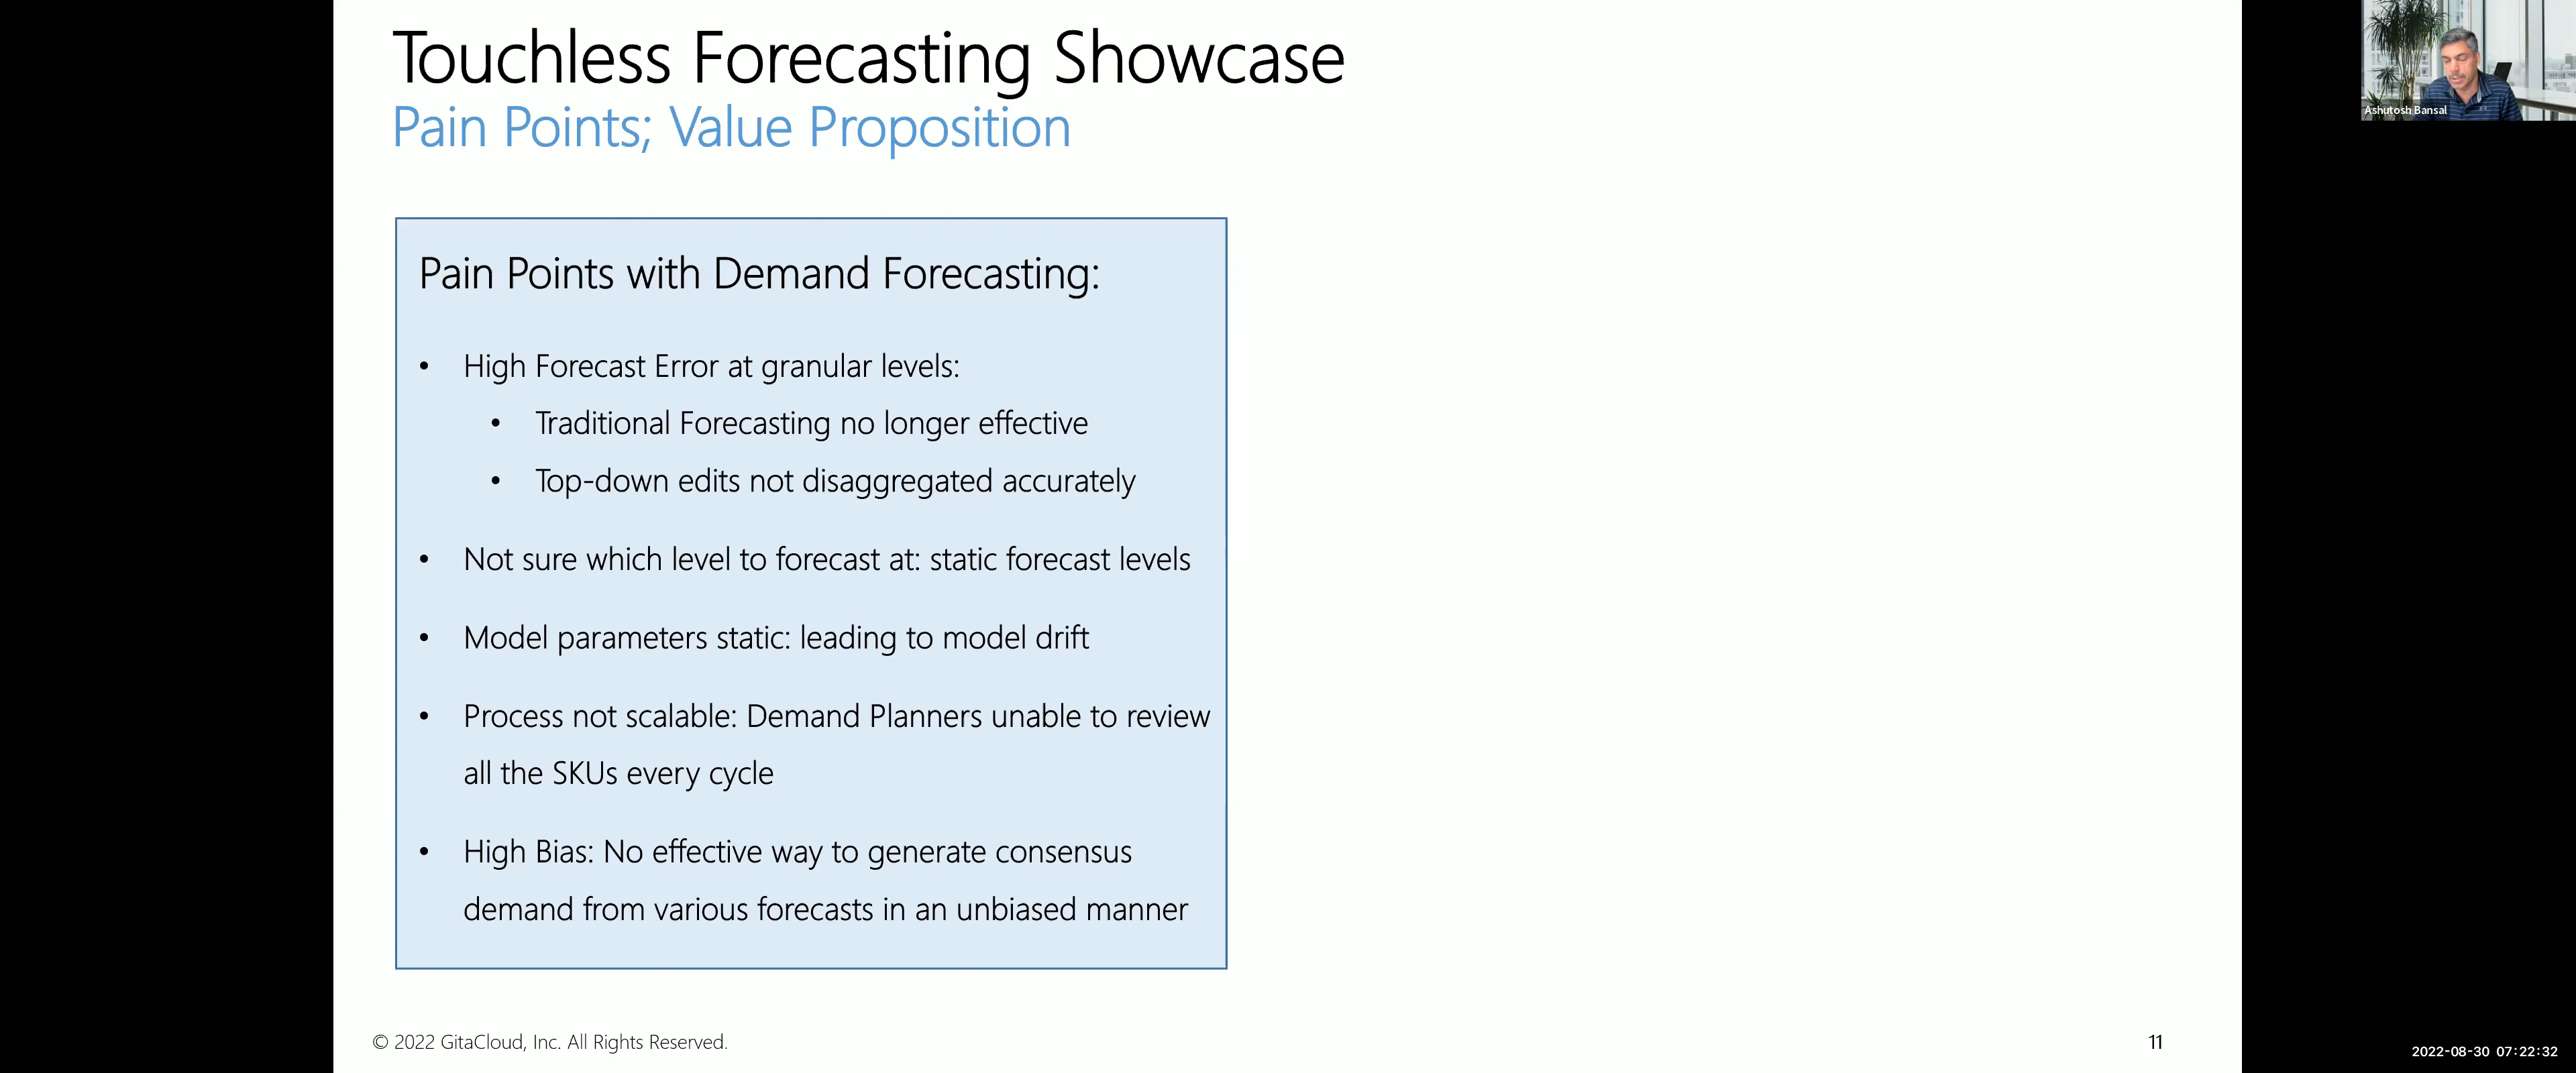 Touchless Forecasting Showcase
Pain Points; Value Proposition
Ashutosh Bansal
Pain Points with Demand Forecasting:
• High Forecast Error at granular levels:
• Traditional Forecasting no longer effective
• Top-down edits not disaggregated accurately
• Not sure which level to forecast at: static forecast levels
• Model parameters static: leading to model drift
• Process not scalable: Demand Planners unable to review
all the SKUs every cycle
• High Bias: No effective way to generate consensus
demand from various forecasts in an unbiased manner
© 2022 GitaCloud, Inc. All Rights Reserved.
11
2022-08-30 07:22:32